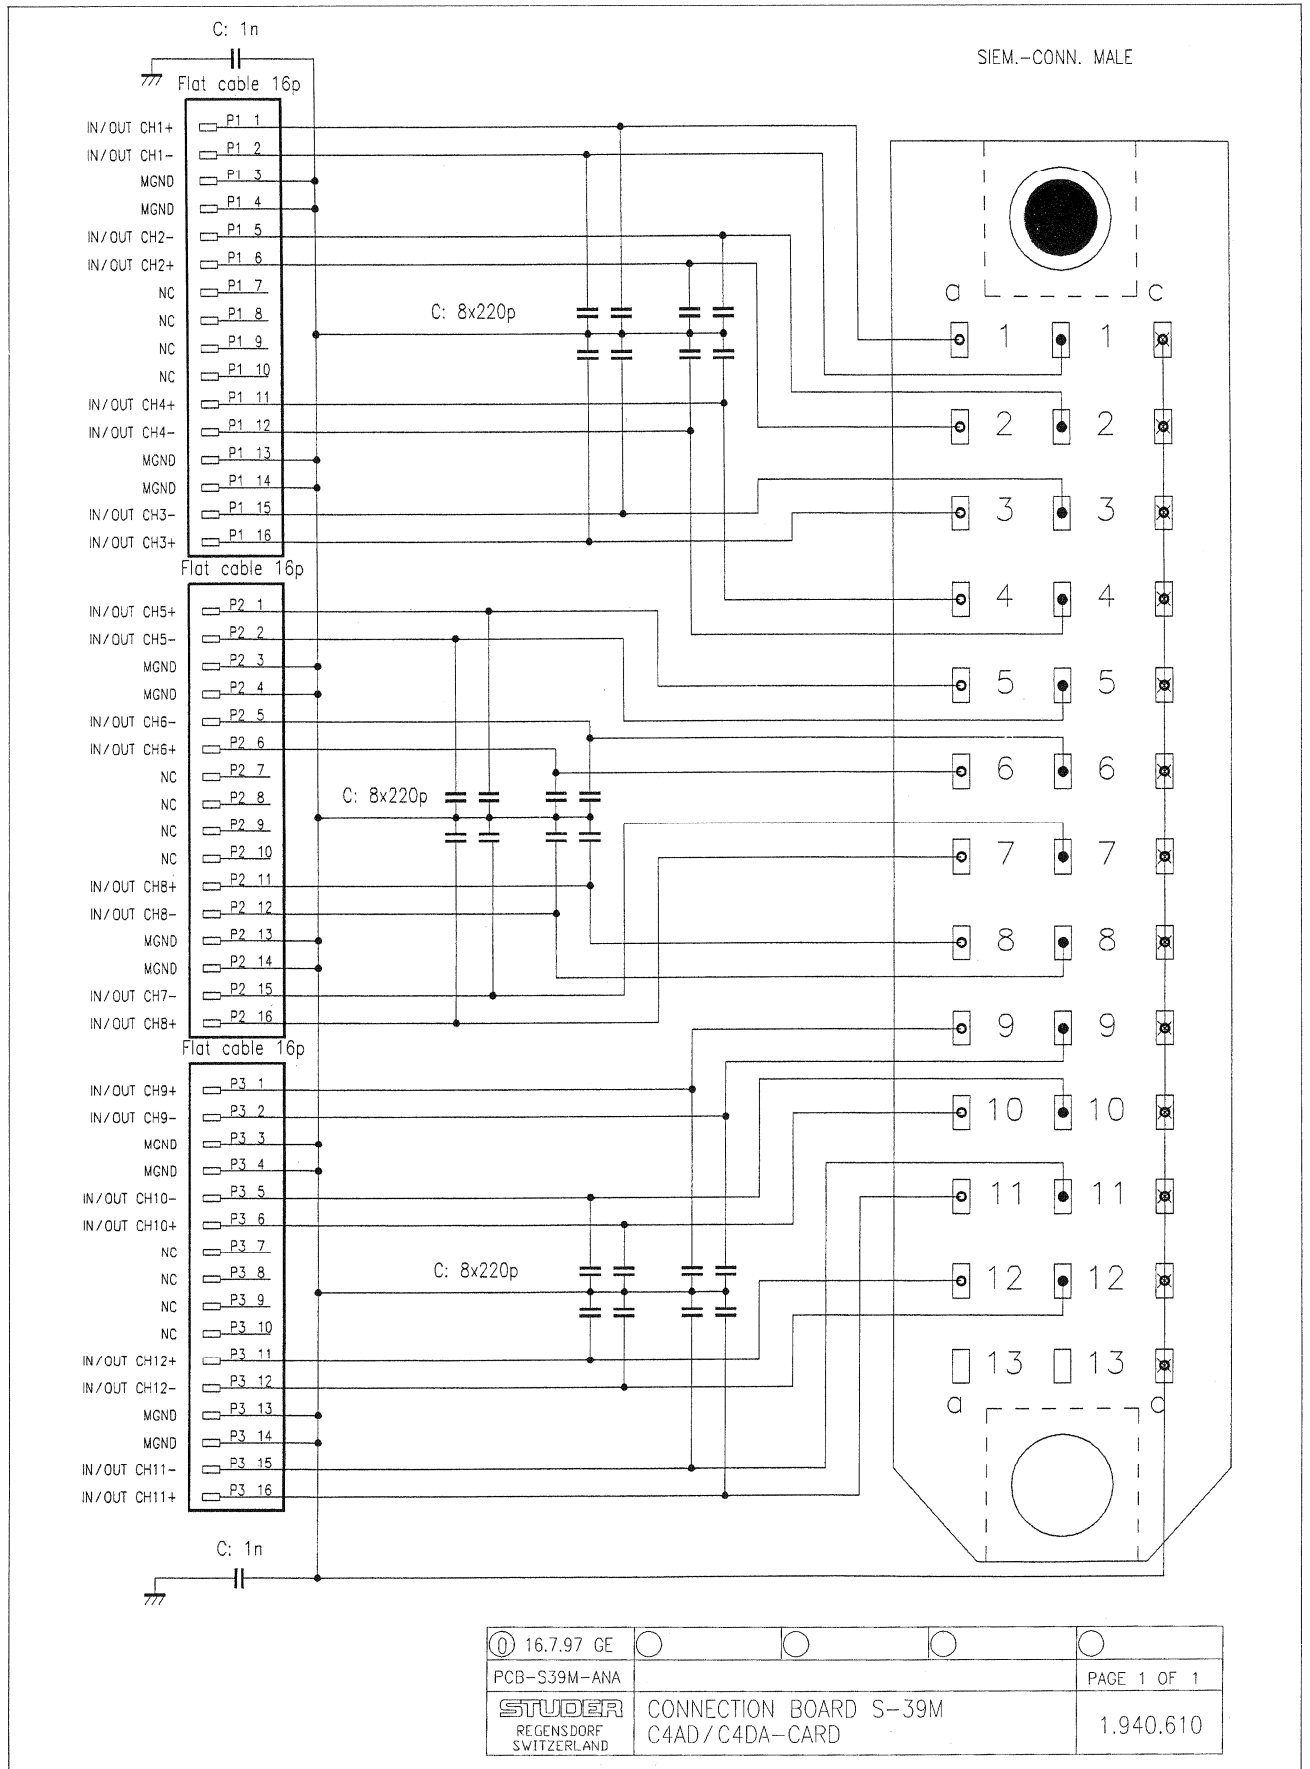 C: 1n
SIEM.-CONN. MALE
Flat cable 16p
IN/OUT CH1+ P1 1
IN/OUT CH1- P1 2
MGND P1 3
MGND P1 4
IN/OUT CH2- P1 5
IN/OUT CH2+ P1 6
NC P1 7
NC P1 8
NC P1 9
NC P1 10
IN/OUT CH4+ P1 11
IN/OUT CH4- P1 12
MGND P1 13
MGND P1 14
IN/OUT CH3- P1 15
IN/OUT CH3+ P1 16
C: 8x220p
Flat cable 16p
IN/OUT CH5+ P2 1
IN/OUT CH5- P2 2
MGND P2 3
MGND P2 4
IN/OUT CH6- P2 5
IN/OUT CH6+ P2 6
NC P2 7
NC P2 8
NC P2 9
NC P2 10
IN/OUT CH8+ P2 11
IN/OUT CH8- P2 12
MGND P2 13
MGND P2 14
IN/OUT CH7- P2 15
IN/OUT CH8+ P2 16
C: 8x220p
Flat cable 16p
IN/OUT CH9+ P3 1
IN/OUT CH9- P3 2
MGND P3 3
MGND P3 4
IN/OUT CH10- P3 5
IN/OUT CH10+ P3 6
NC P3 7
NC P3 8
NC P3 9
NC P3 10
IN/OUT CH12+ P3 11
IN/OUT CH12- P3 12
MGND P3 13
MGND P3 14
IN/OUT CH11- P3 15
IN/OUT CH11+ P3 16
C: 8x220p
C: 1n
a c
1 1
2 2
3 3
4 4
5 5
6 6
7 7
8 8
9 9
10 10
11 11
12 12
13 13
a c
0 16.7.97 GE
PCB-S39M-ANA PAGE 1 OF 1
STUDER
REGENSDORF
SWITZERLAND
CONNECTION BOARD S-39M
C4AD/C4DA-CARD
1.940.610